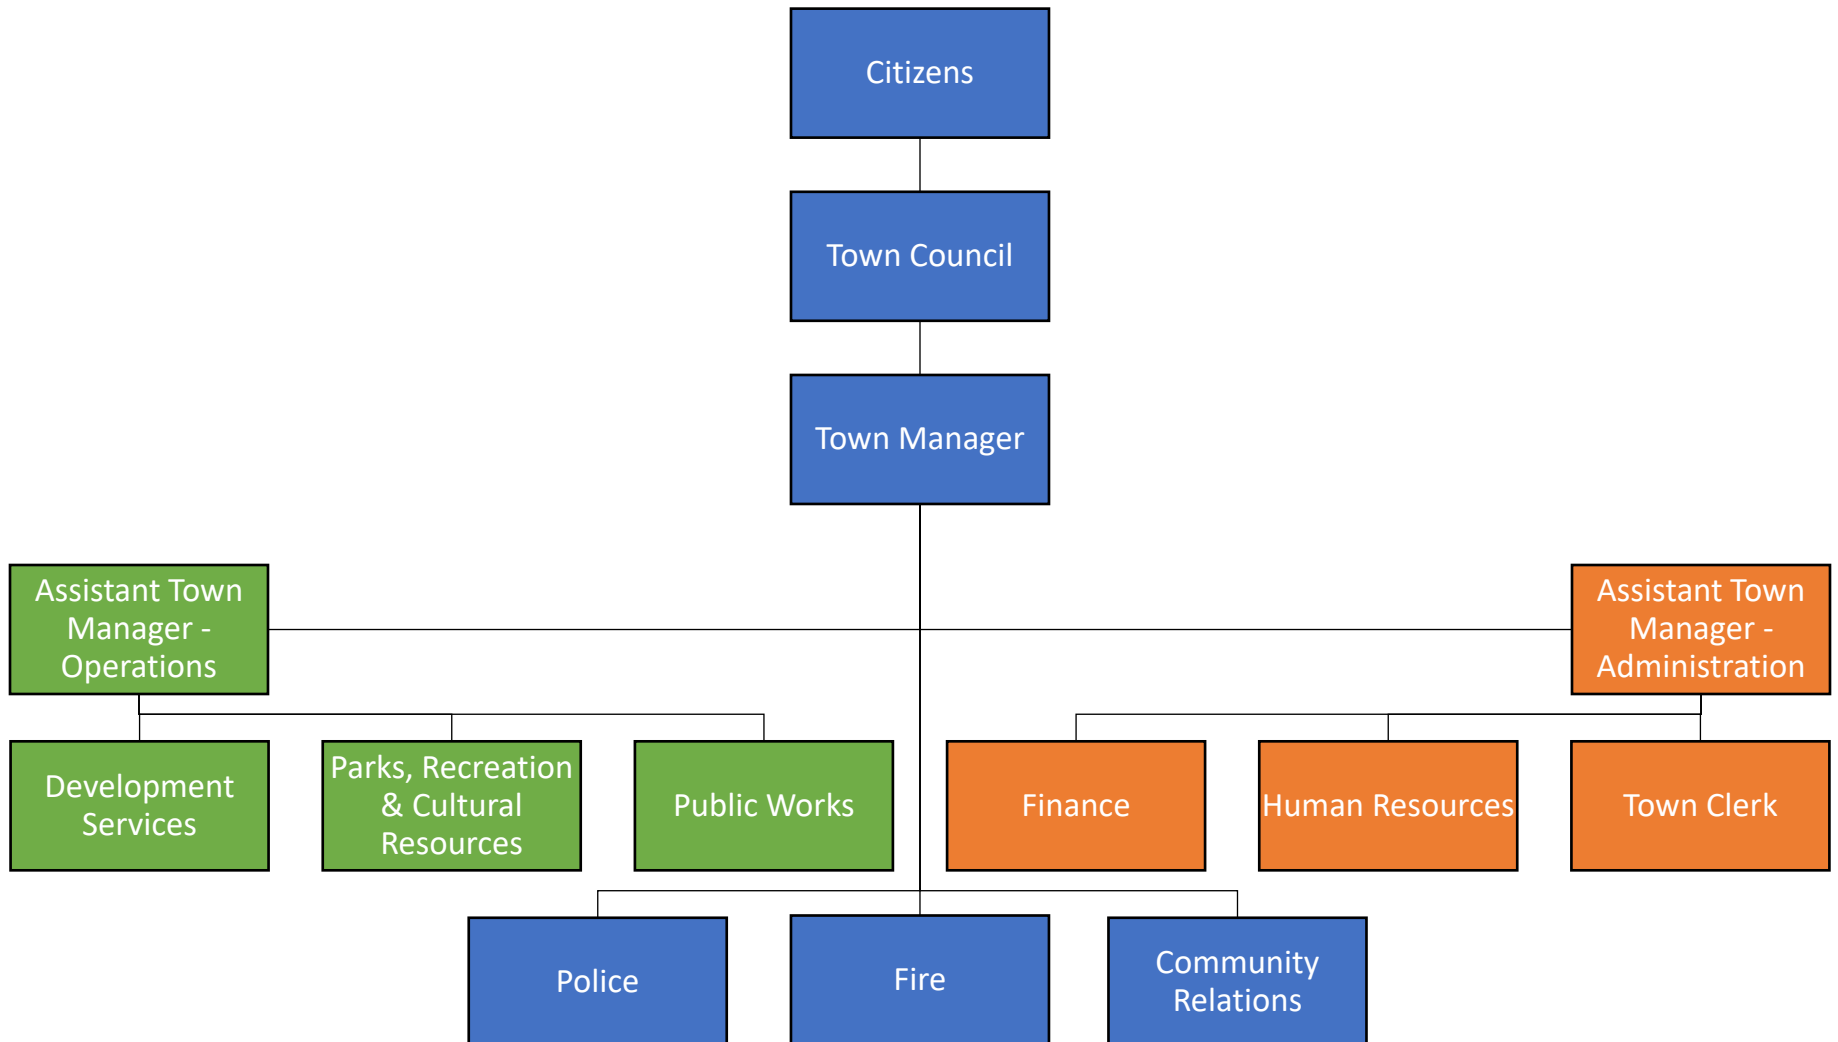 Citizens
Town Council
Town Manager
Assistant Town
Manager -
Operations
Assistant Town
Manager -
Administration
Development
Services
Parks, Recreation
& Cultural
Resources
Public Works
Finance
Human Resources
Town Clerk
Police
Fire
Community
Relations